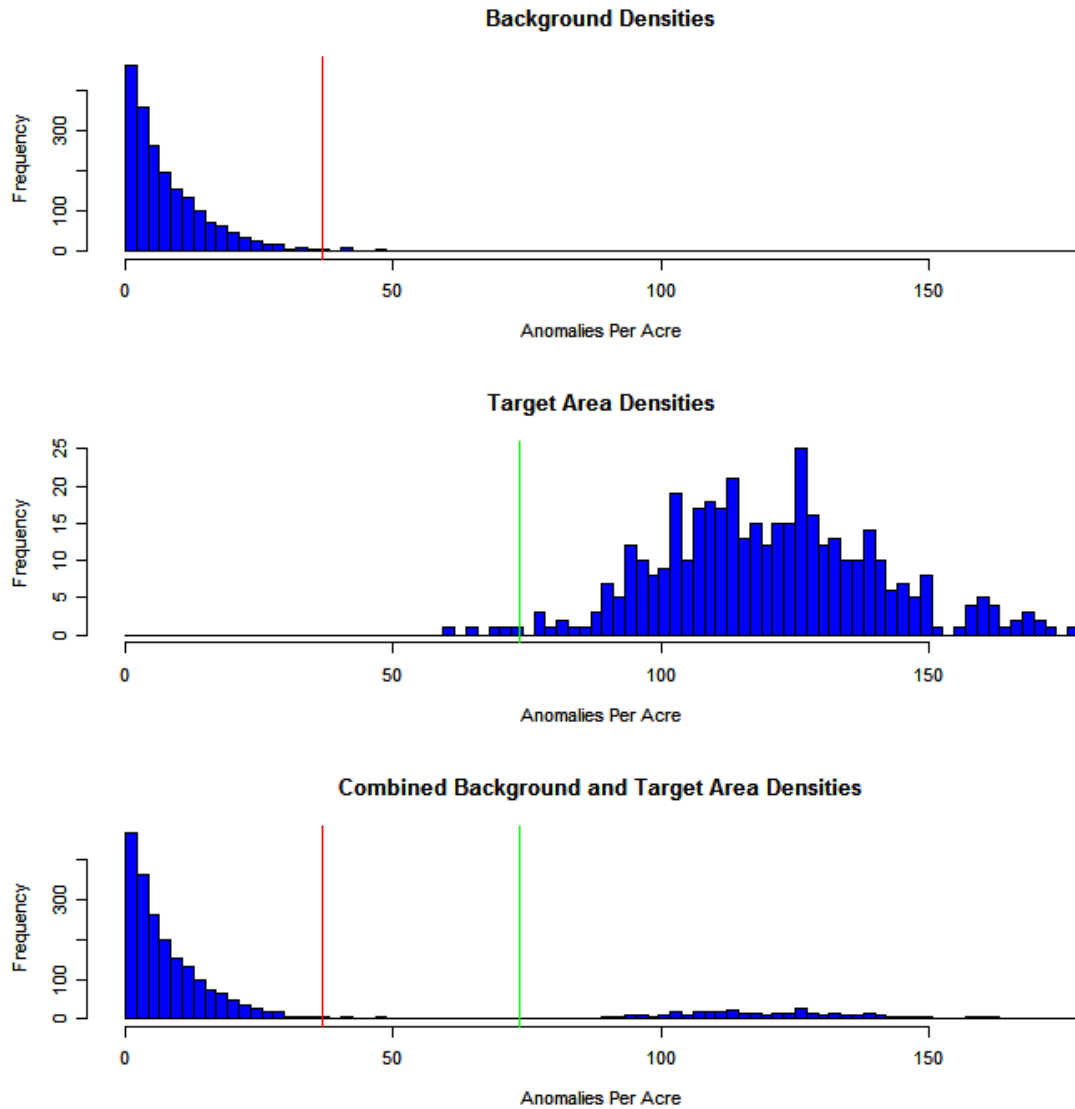 Background Densities
Frequency
300
100
0
0 50 100 150
Anomalies Per Acre
Target Area Densities
Frequency
25
20
15
10
5
0
0 50 100 150
Anomalies Per Acre
Combined Background and Target Area Densities
Frequency
300
100
0
0 50 100 150
Anomalies Per Acre